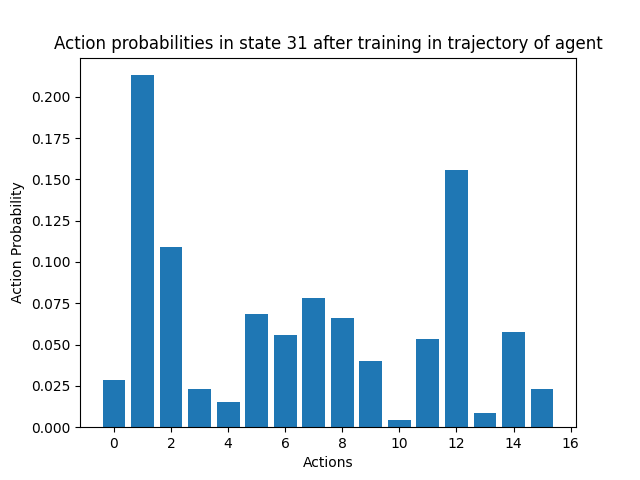 Action probabilities in state 31 after training in trajectory of agent
0.200
0.175
0.150
0.125
0.100
0.075
0.050
0.025
0.000
Action Probability
0 2 4 6 8 10 12 14 16
Actions